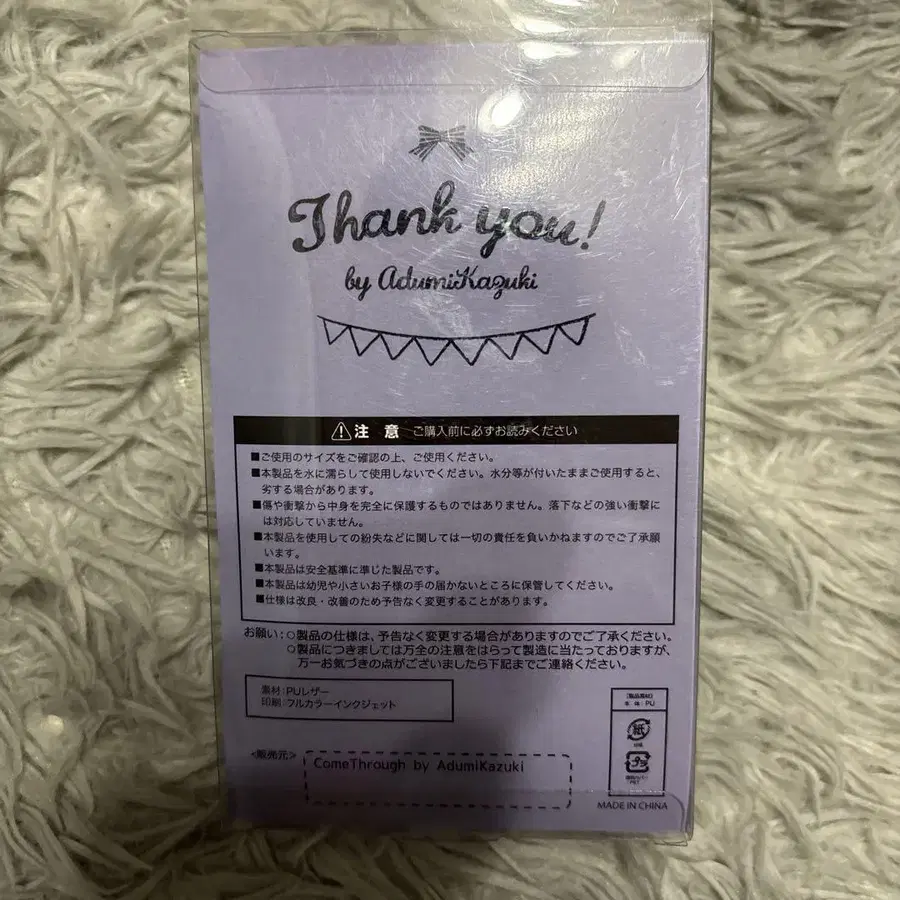 Thank you!
by AdumiKazuki
注 意 ご購入前に必ずお読みください
■ご使用のサイズをご確認の上、ご使用ください。
■本製品を水に濡らして使用しないでください。水分等が付いたままご使用すると、
劣する場合があります。
■傷や衝撃から中身を完全に保護するものではありません。落下などの強い衝撃に
は対応していません。
■本製品を使用しての紛失などに関しては一切の責任を負いかねますのでご了承願
います。
■本製品は安全基準に準じた製品です。
■本製品は幼児や小さいお子様の手の届かないところに保管してください。
■仕様は改良・改善のため予告なく変更することがあります。
お願い:○製品の仕様は、予告なく変更する場合がありますのでご了承ください。
○製品につきましては万全の注意をはらって製造に当たっておりますが、
万一お気づきの点がございましたら下記までご連絡ください。
素材:PUレザー
印刷:フルカラーインクジェット
【製品素材】
本 体:PU
紙
プラ
PET
<販売元>
ComeThrough by AdumiKazuki
MADE IN CHINA